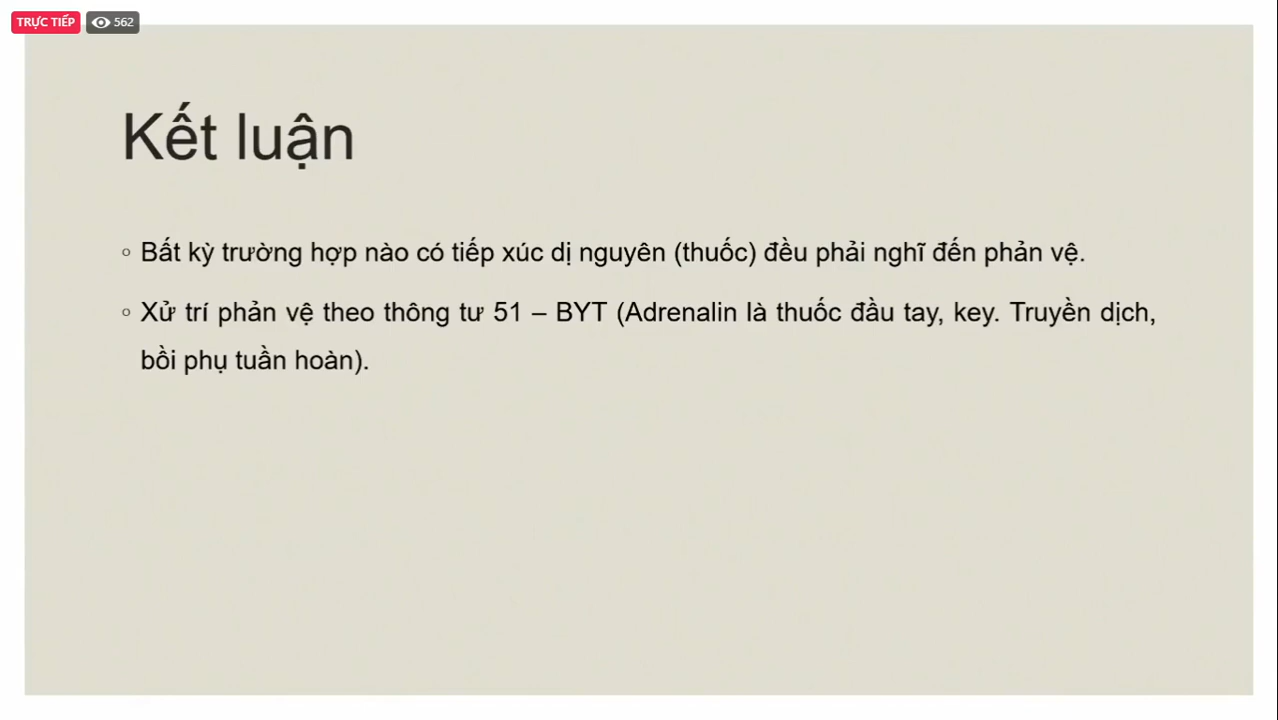 TRỰC TIẾP 562
Kết luận
◦ Bất kỳ trường hợp nào có tiếp xúc dị nguyên (thuốc) đều phải nghĩ đến phản vệ.
◦ Xử trí phản vệ theo thông tư 51 – BYT (Adrenalin là thuốc đầu tay, key. Truyền dịch,
bồi phụ tuần hoàn).